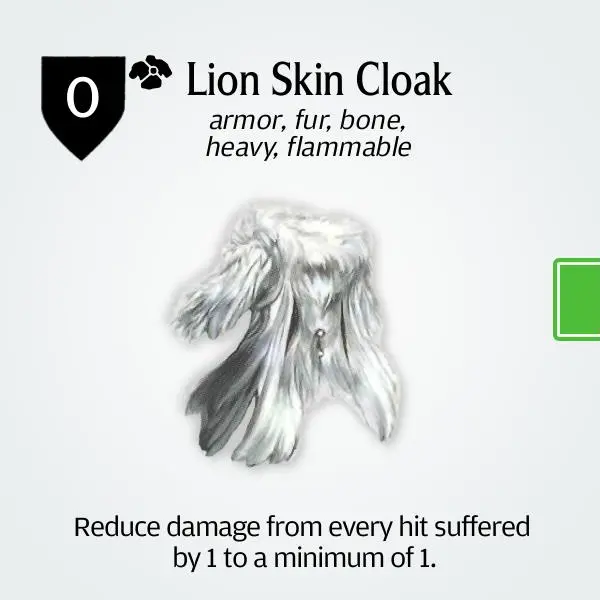 0
Lion Skin Cloak
armor, fur, bone,
heavy, flammable
Reduce damage from every hit suffered
by 1 to a minimum of 1.